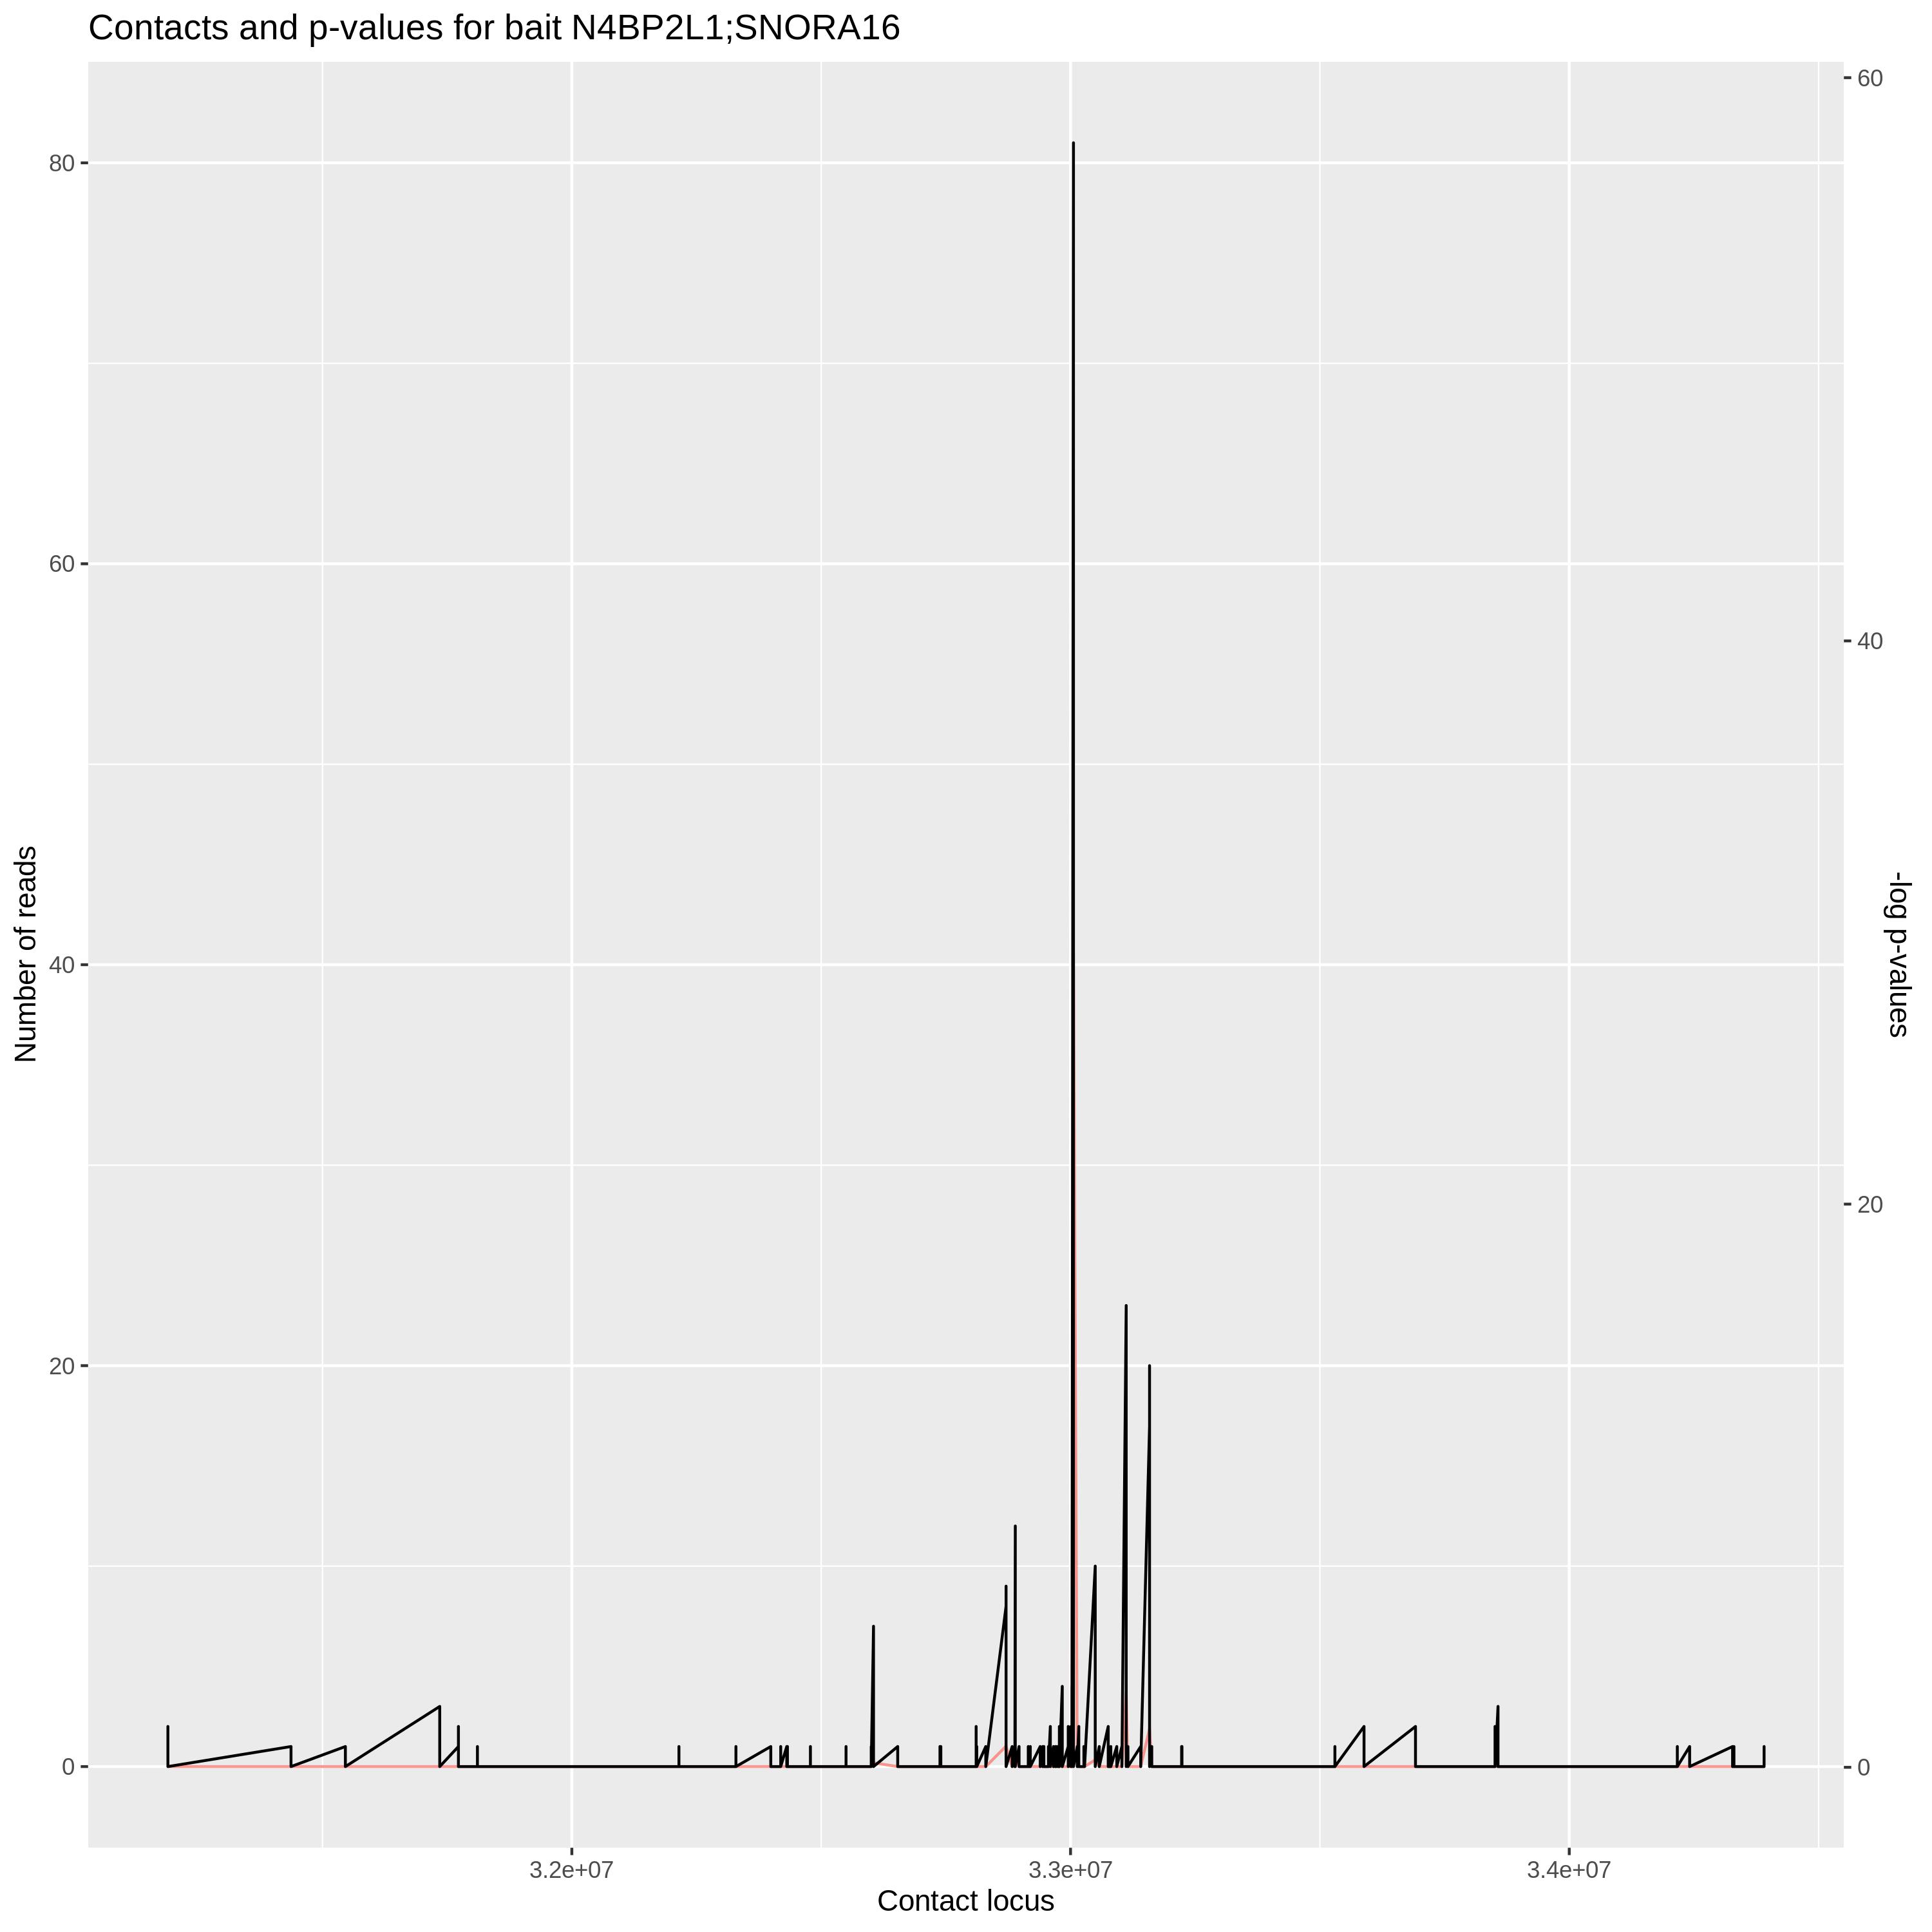 Contacts and p-values for bait N4BP2L1;SNORA16
80
60
40
20
0
Number of reads
60
40
20
0
-log p-values
3.2e+07
3.3e+07
3.4e+07
Contact locus